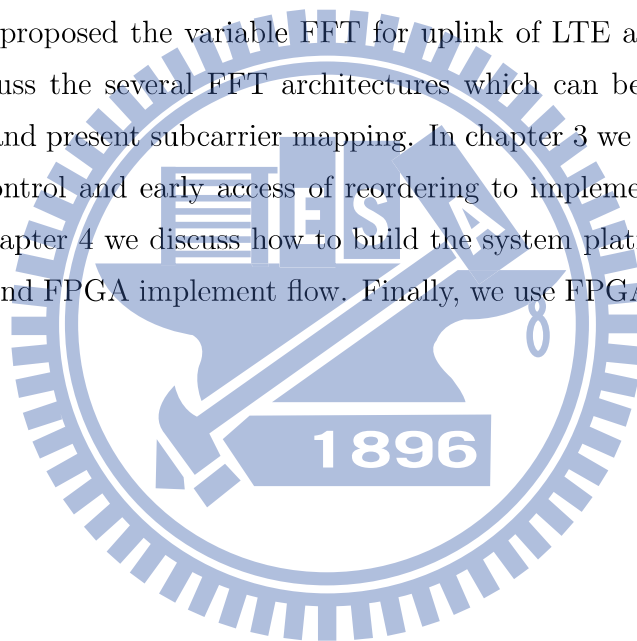 proposed the variable FFT for uplink of LTE a
uss the several FFT architectures which can be
and present subcarrier mapping. In chapter 3 we
ontrol and early access of reordering to impleme
hapter 4 we discuss how to build the system plat
nd FPGA implement flow. Finally, we use FPGA
E S A
1896